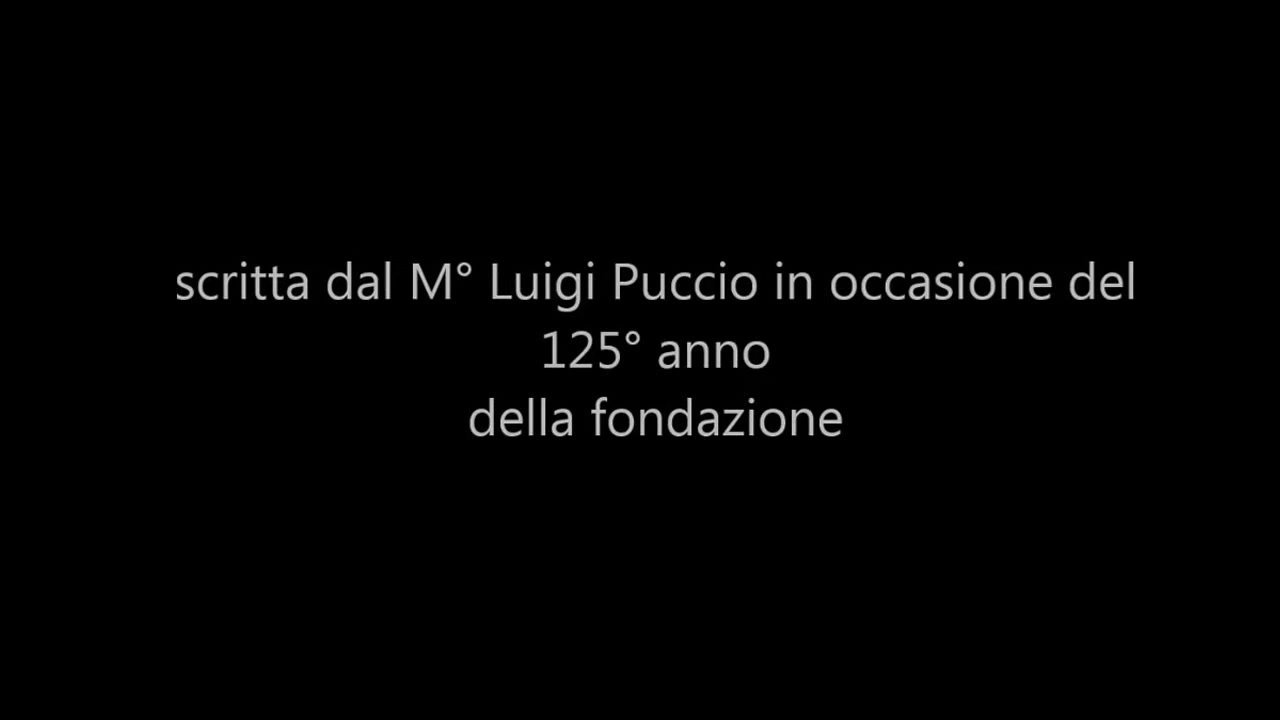 scritta dal M° Luigi Puccio in occasione del
125° anno
della fondazione